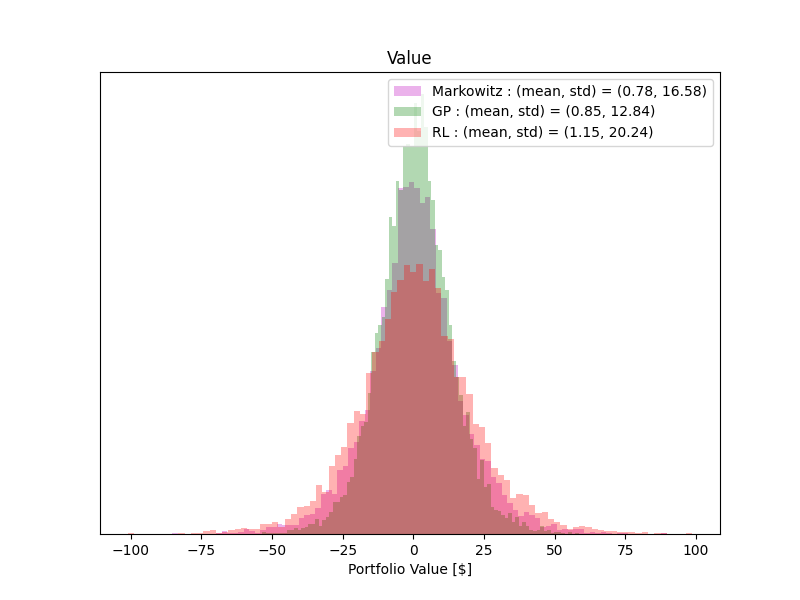 Value
Markowitz : (mean, std) = (0.78, 16.58)
GP : (mean, std) = (0.85, 12.84)
RL : (mean, std) = (1.15, 20.24)
−100 −75 −50 −25 0 25 50 75 100
Portfolio Value [$]